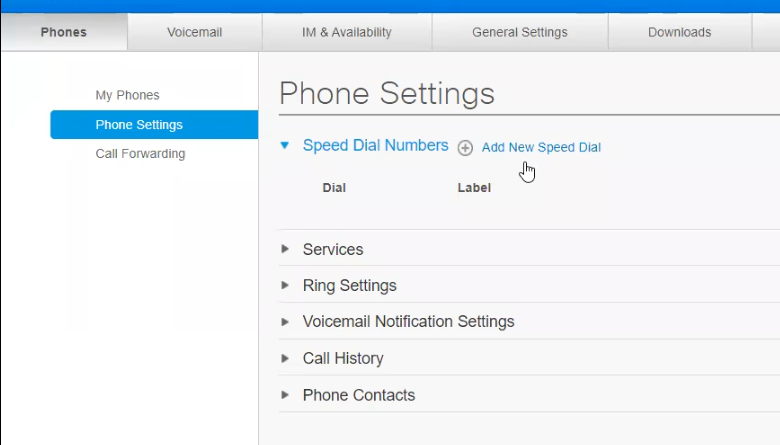 Phones Voicemail IM & Availability General Settings Downloads
My Phones
Phone Settings
Call Forwarding
Phone Settings
Speed Dial Numbers Add New Speed Dial
Dial Label
Services
Ring Settings
Voicemail Notification Settings
Call History
Phone Contacts